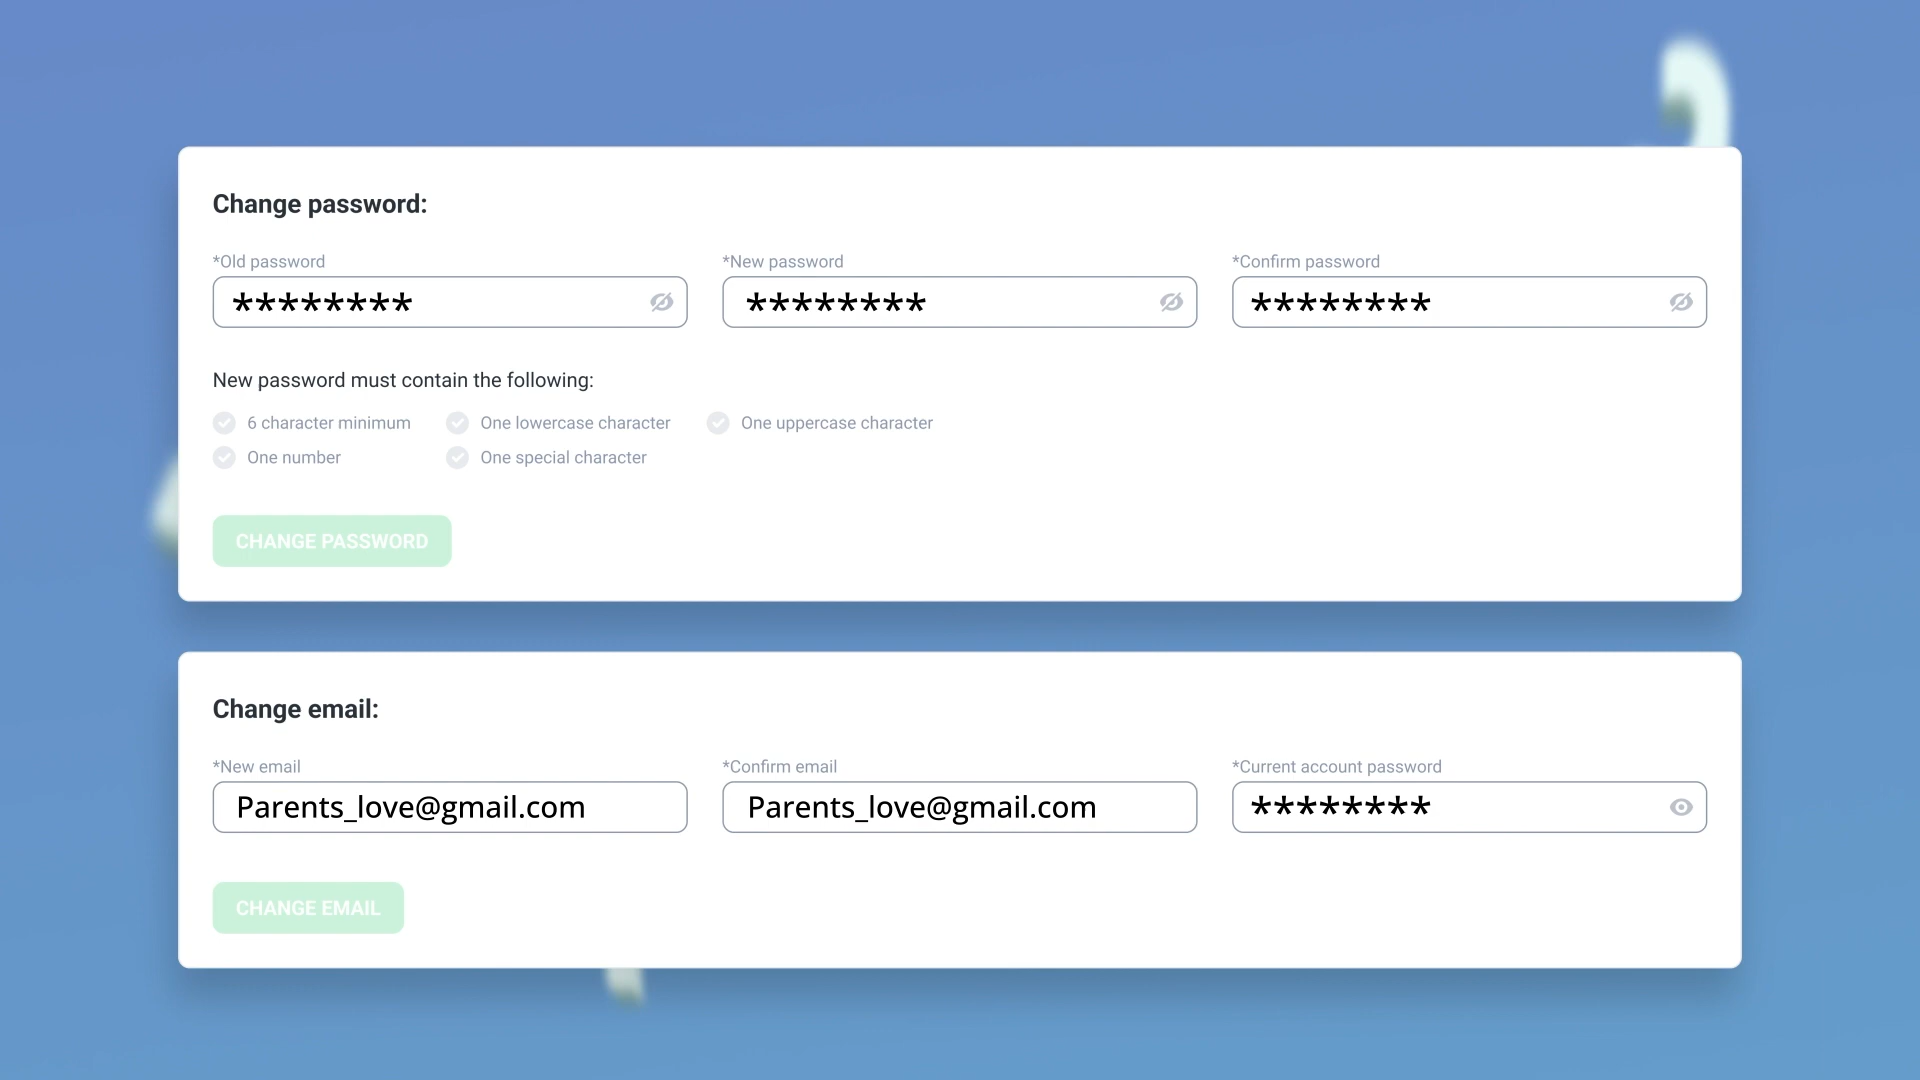 Change password:
*Old password *New password *Confirm password
******** ******** ********
New password must contain the following:
6 character minimum One lowercase character One uppercase character
One number One special character
CHANGE PASSWORD
Change email:
*New email *Confirm email *Current account password
Parents_love@gmail.com Parents_love@gmail.com ********
CHANGE EMAIL